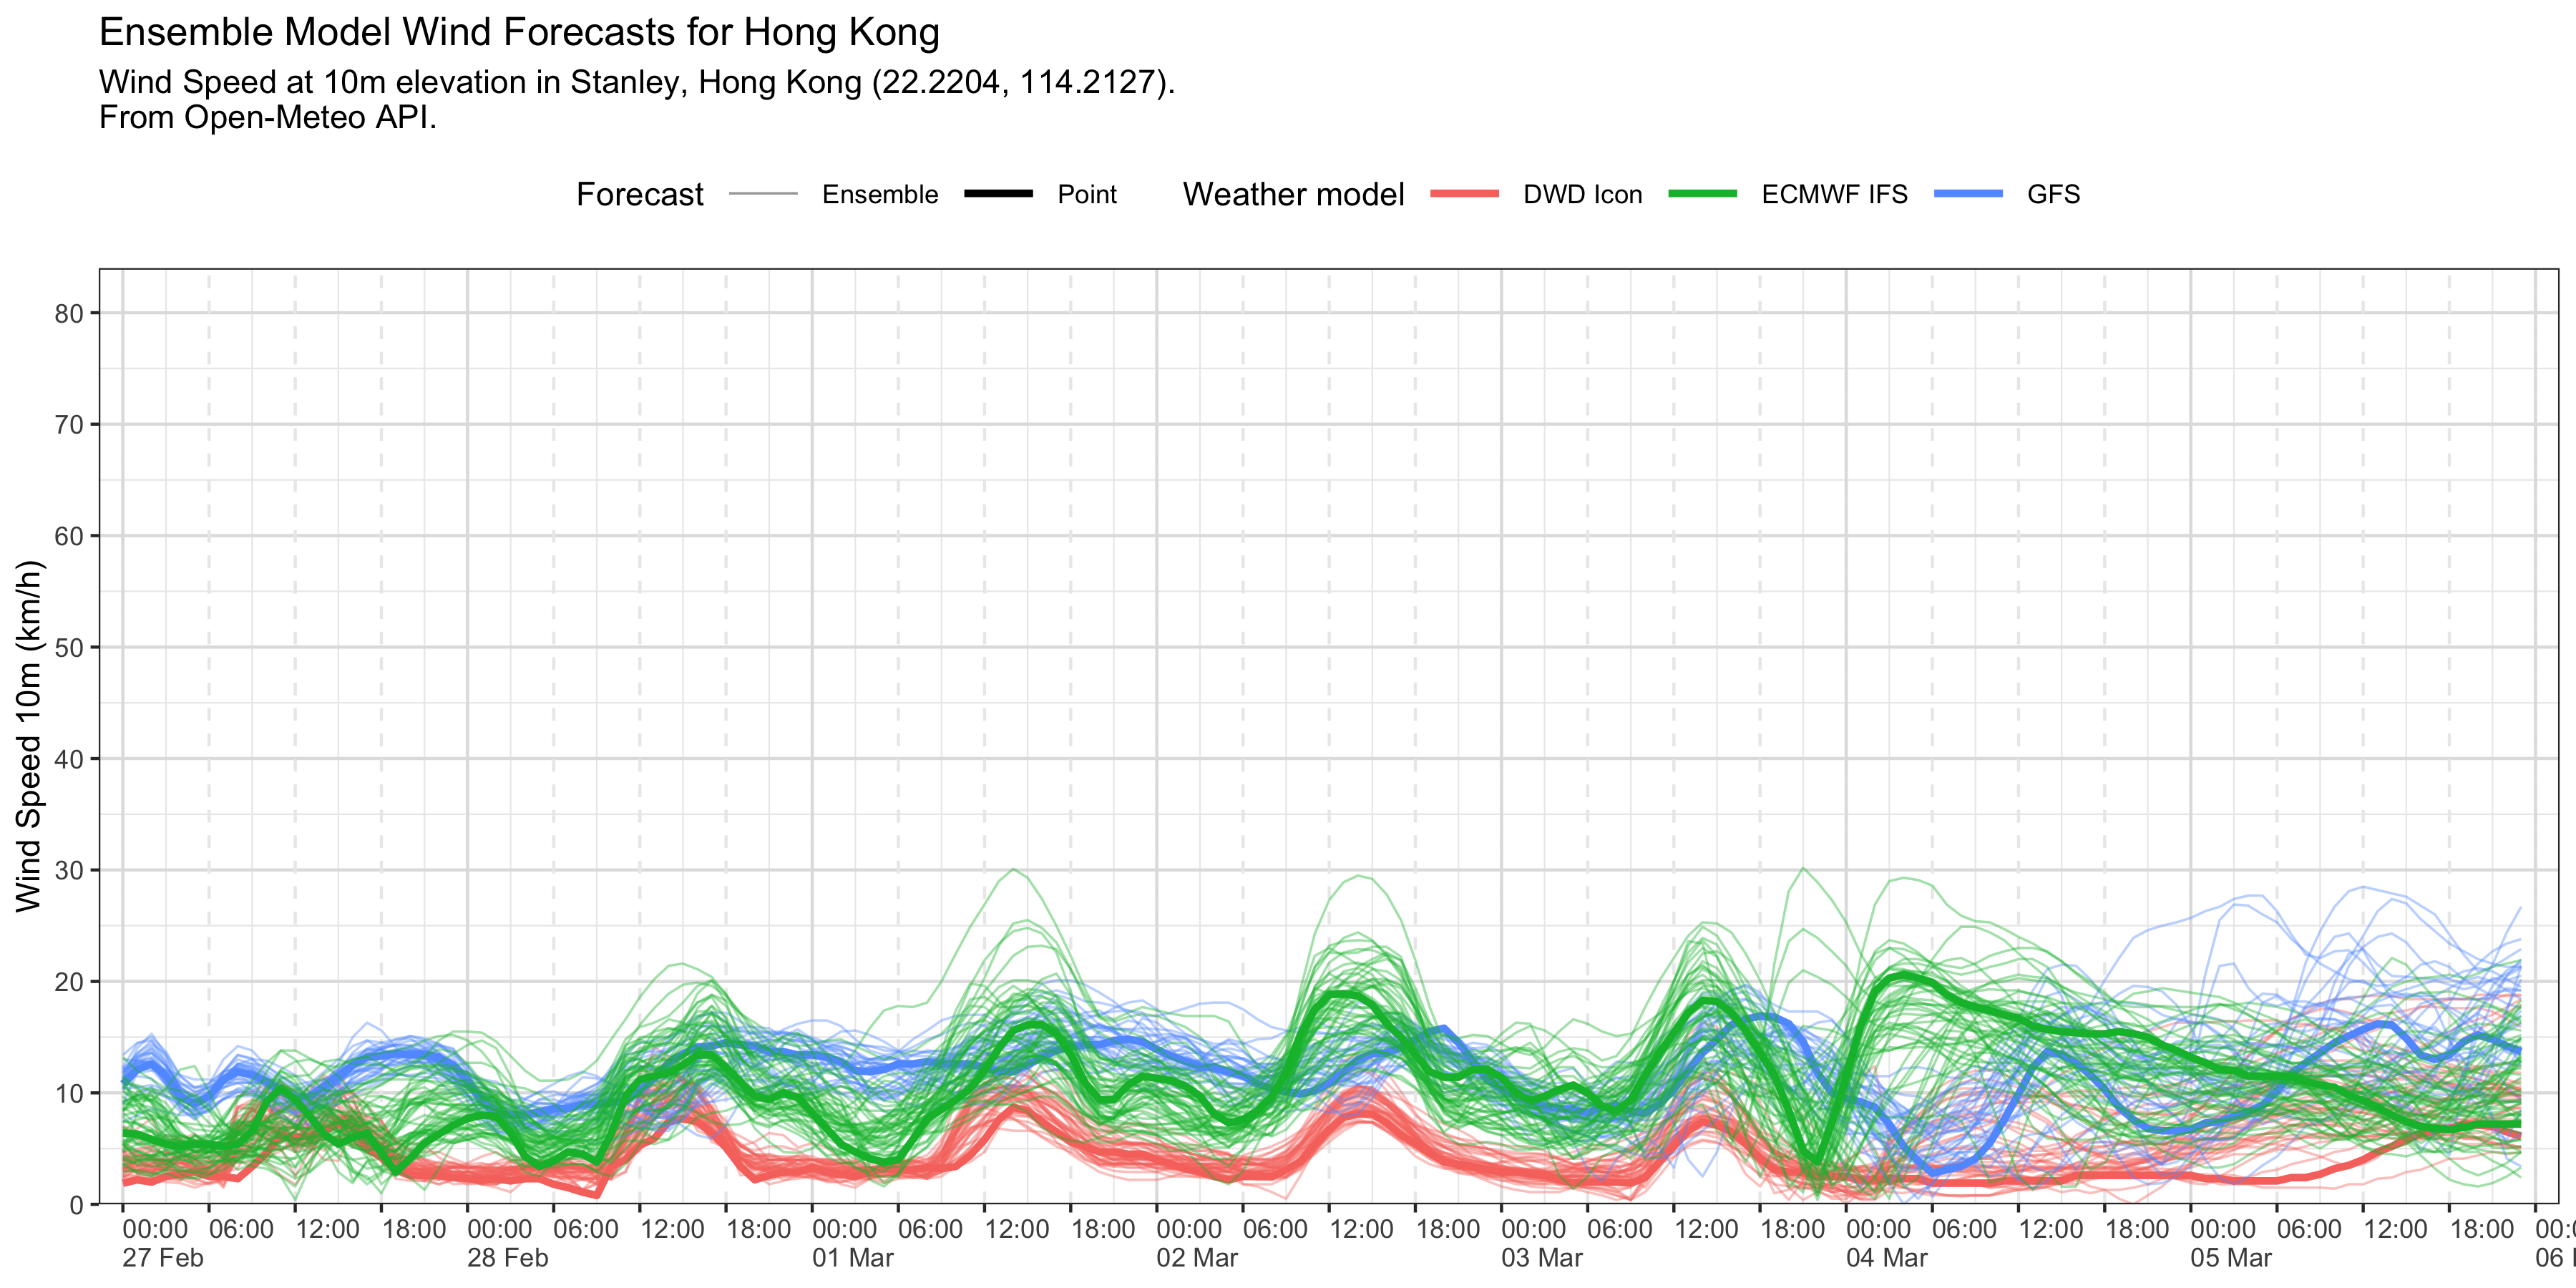 Ensemble Model Wind Forecasts for Hong Kong
Wind Speed at 10m elevation in Stanley, Hong Kong (22.2204, 114.2127).
From Open-Meteo API.
Forecast Ensemble Point Weather model DWD Icon ECMWF IFS GFS
Wind Speed 10m (km/h)
80
70
60
50
40
30
20
10
0
00:00 06:00 12:00 18:00 00:00 06:00 12:00 18:00 00:00 06:00 12:00 18:00 00:00 06:00 12:00 18:00 00:00 06:00 12:00 18:00 00:00 06:00 12:00 18:00 00:00 06:00 12:00 18:00
27 Feb 28 Feb 01 Mar 02 Mar 03 Mar 04 Mar 05 Mar 06